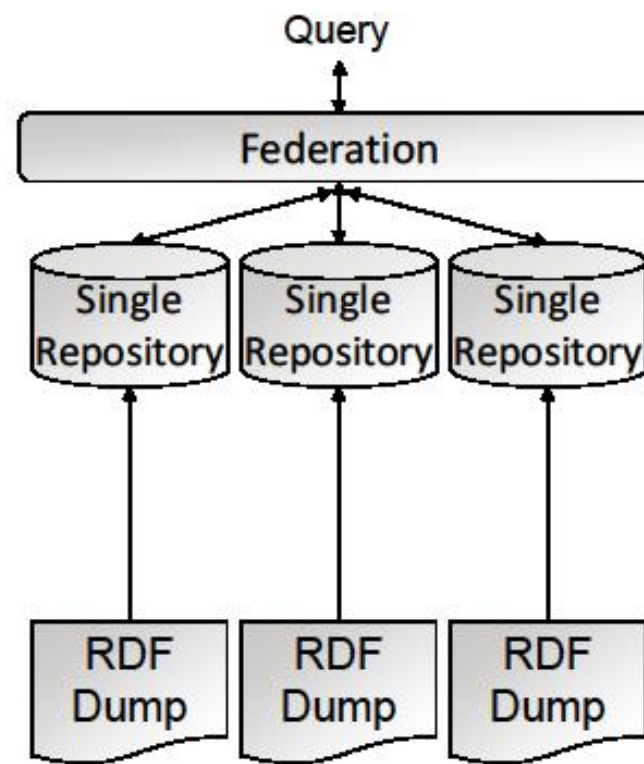 Query
Federation
Single Single Single
Repository Repository Repository
RDF RDF RDF
Dump Dump Dump